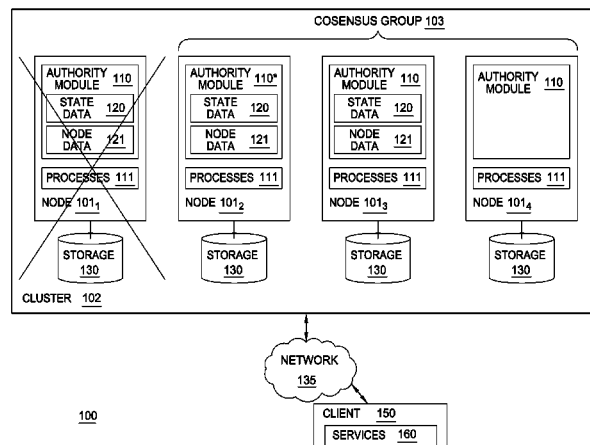 COSENSUS GROUP 103
AUTHORITY MODULE 110
STATE DATA 120
NODE DATA 121
PROCESSES 111
NODE 101₁
STORAGE 130
AUTHORITY MODULE 110*
STATE DATA 120
NODE DATA 121
PROCESSES 111
NODE 101₂
STORAGE 130
AUTHORITY MODULE 110
STATE DATA 120
NODE DATA 121
PROCESSES 111
NODE 101₃
STORAGE 130
AUTHORITY MODULE 110
PROCESSES 111
NODE 101₄
STORAGE 130
CLUSTER 102
NETWORK 135
100
CLIENT 150
SERVICES 160